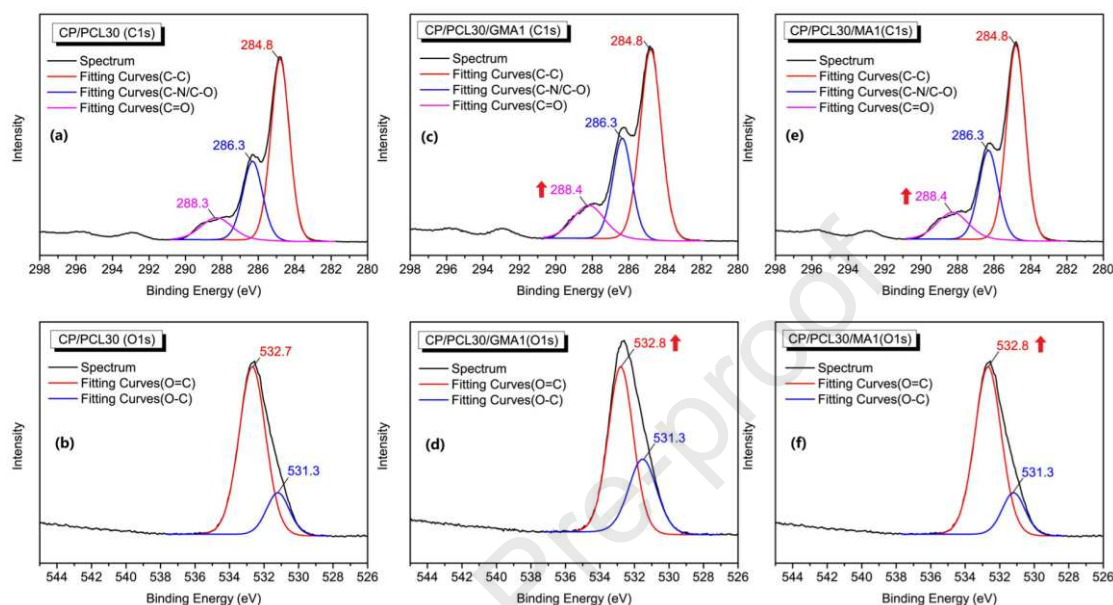 CP/PCL30 (C1s)
Spectrum
Fitting Curves(C-C)
Fitting Curves(C-N/C-O)
Fitting Curves(C=O)
(a)
284.8
286.3
288.3
Intensity
298 296 294 292 290 288 286 284 282 280
Binding Energy (eV)
CP/PCL30/GMA1 (C1s)
Spectrum
Fitting Curves(C-C)
Fitting Curves(C-N/C-O)
Fitting Curves(C=O)
(c)
284.8
286.3
288.4
Intensity
298 296 294 292 290 288 286 284 282 280
Binding Energy (eV)
CP/PCL30/MA1(C1s)
Spectrum
Fitting Curves(C-C)
Fitting Curves(C-N/C-O)
Fitting Curves(C=O)
(e)
284.8
286.3
288.4
Intensity
298 296 294 292 290 288 286 284 282 280
Binding Energy (eV)
CP/PCL30 (O1s)
Spectrum
Fitting Curves(O=C)
Fitting Curves(O-C)
(b)
532.7
531.3
Intensity
544 542 540 538 536 534 532 530 528 526
Binding Energy (eV)
CP/PCL30/GMA1(O1s)
Spectrum
Fitting Curves(O=C)
Fitting Curves(O-C)
(d)
532.8
531.3
Intensity
544 542 540 538 536 534 532 530 528 526
Binding Energy (eV)
CP/PCL30/MA1(O1s)
Spectrum
Fitting Curves(O=C)
Fitting Curves(O-C)
(f)
532.8
531.3
Intensity
544 542 540 538 536 534 532 530 528 526
Binding Energy (eV)
Pre-proof